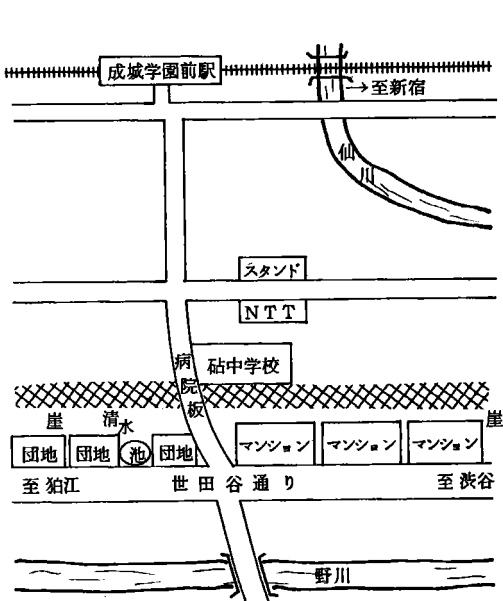 成城学園前駅
→至新宿
仙川
スタンド
NTT
砧中学校
病院板
崖
清水
崖
団地
団地
池
団地
マンション
マンション
マンション
至狛江
世田谷通り
至渋谷
野川